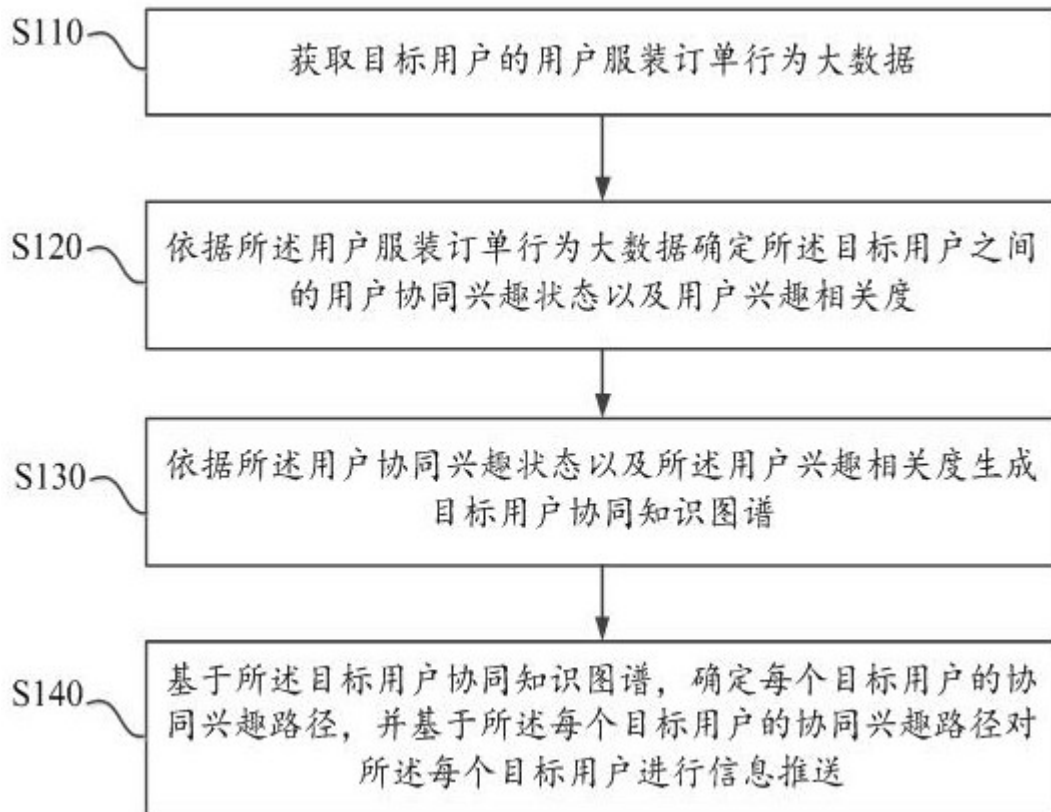 S110
获取目标用户的用户服装订单行为大数据
S120
依据所述用户服装订单行为大数据确定所述目标用户之间
的用户协同兴趣状态以及用户兴趣相关度
S130
依据所述用户协同兴趣状态以及所述用户兴趣相关度生成
目标用户协同知识图谱
S140
基于所述目标用户协同知识图谱，确定每个目标用户的协
同兴趣路径，并基于所述每个目标用户的协同兴趣路径对
所述每个目标用户进行信息推送